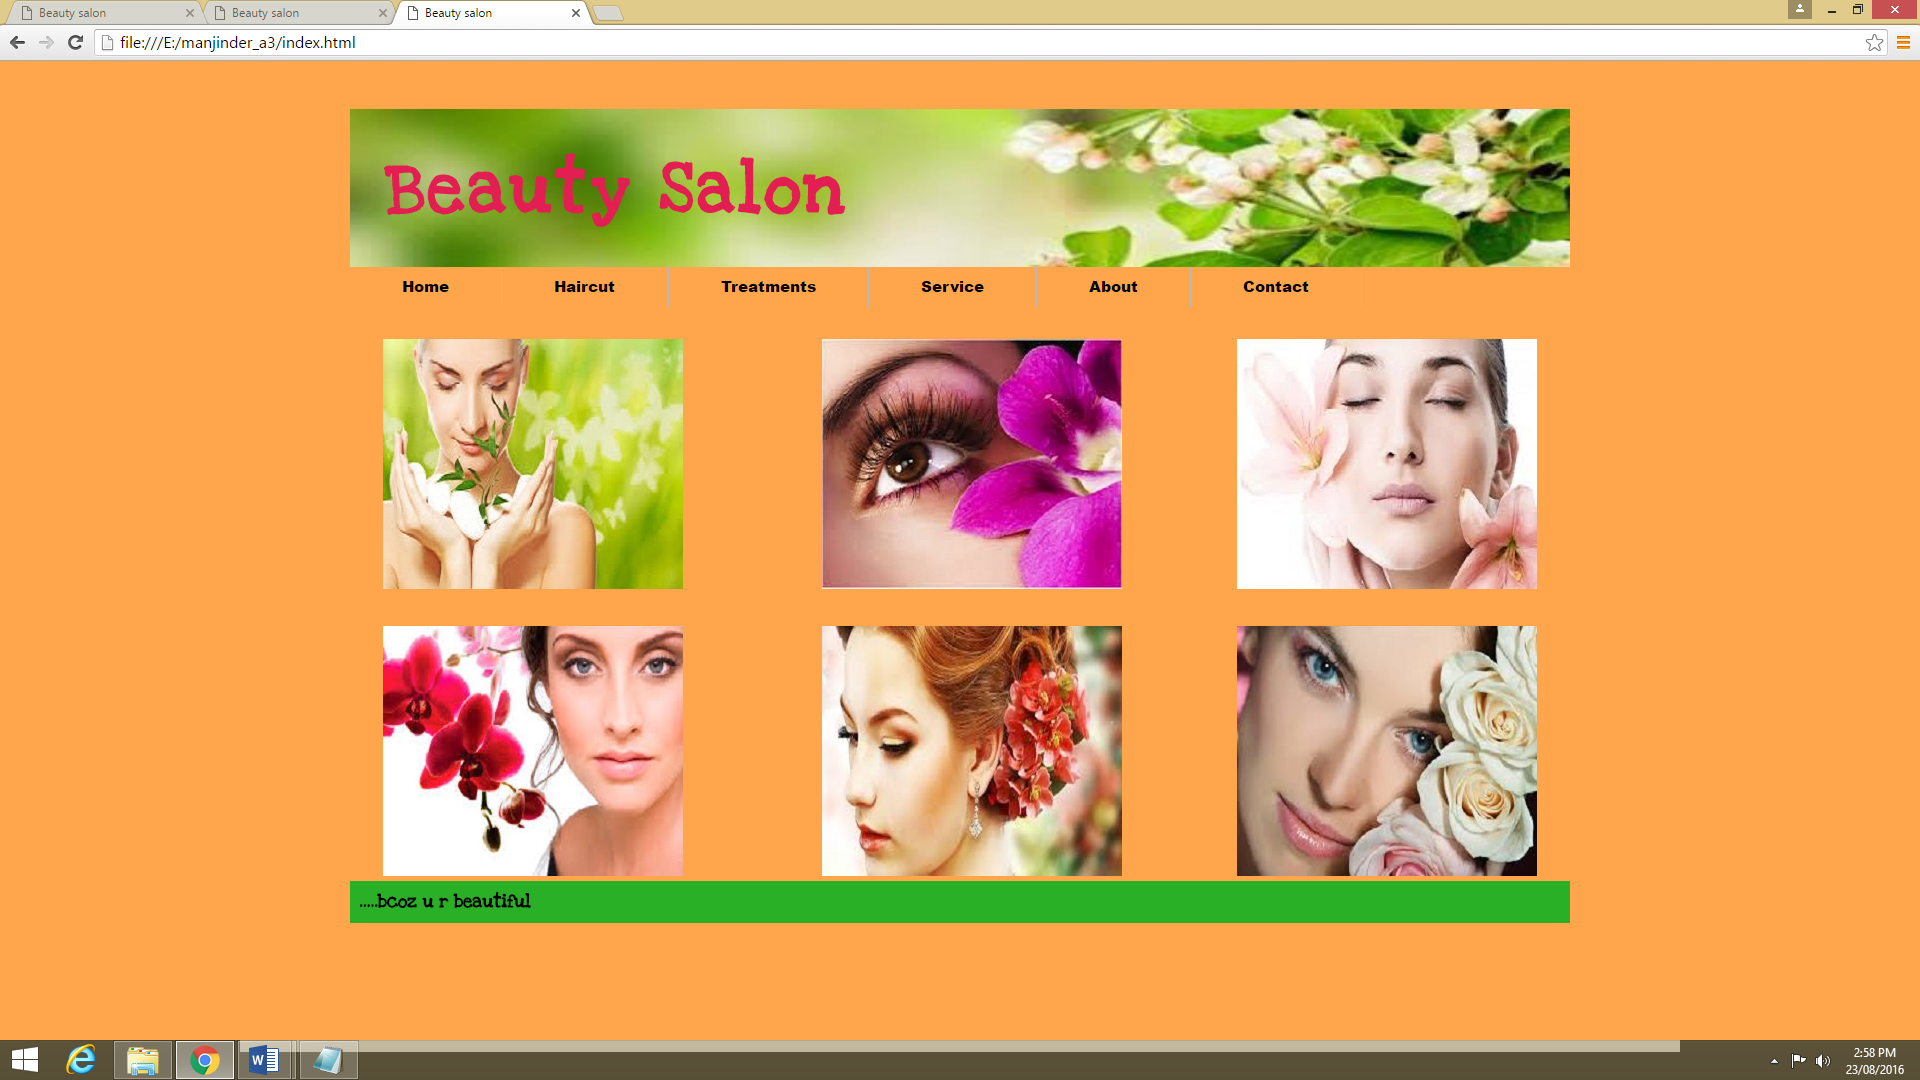 Beauty salon
Beauty salon
Beauty salon
file:///E:/manjinder_a3/index.html
Beauty Salon
Home Haircut Treatments Service About Contact
.....bcoz u r beautiful
2:58 PM
23/08/2016